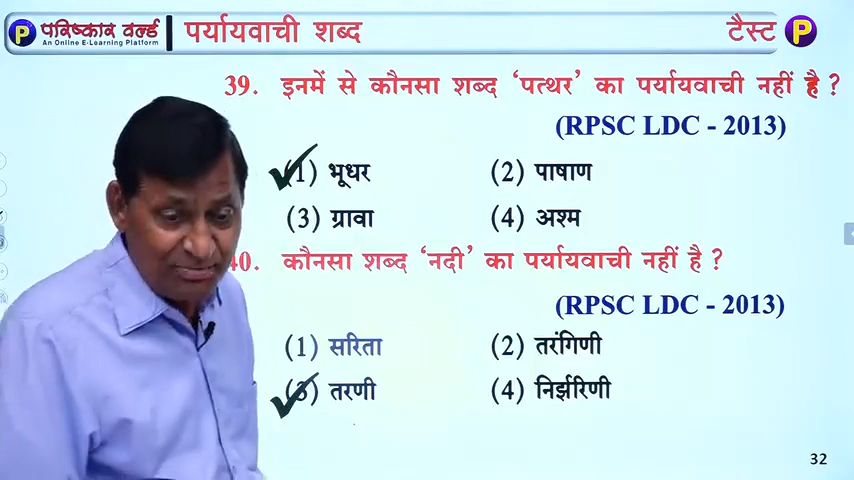 P परिष्कार वर्ल्ड
An Online E-Learning Platform
पर्यायवाची शब्द
टैस्ट P
39. इनमें से कौनसा शब्द ‘पत्थर’ का पर्यायवाची नहीं है ?
(RPSC LDC - 2013)
(1) भूधर (2) पाषाण
(3) ग्रावा (4) अश्म
40. कौनसा शब्द ‘नदी’ का पर्यायवाची नहीं है ?
(RPSC LDC - 2013)
(1) सरिता (2) तरंगिणी
(3) तरणी (4) निर्झरिणी
32